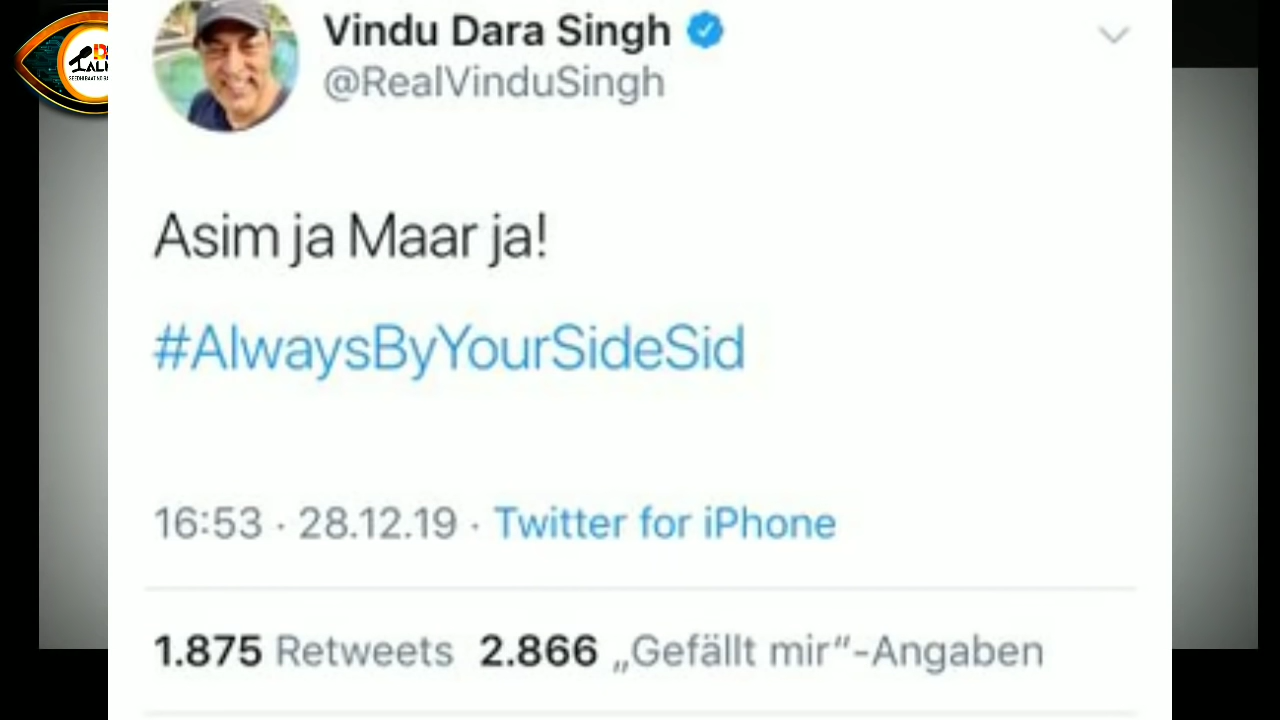 Vindu Dara Singh
@RealVinduSingh
Asim ja Maar ja!
#AlwaysByYourSideSid
16:53 · 28.12.19 · Twitter for iPhone
1.875 Retweets 2.866 „Gefällt mir“-Angaben